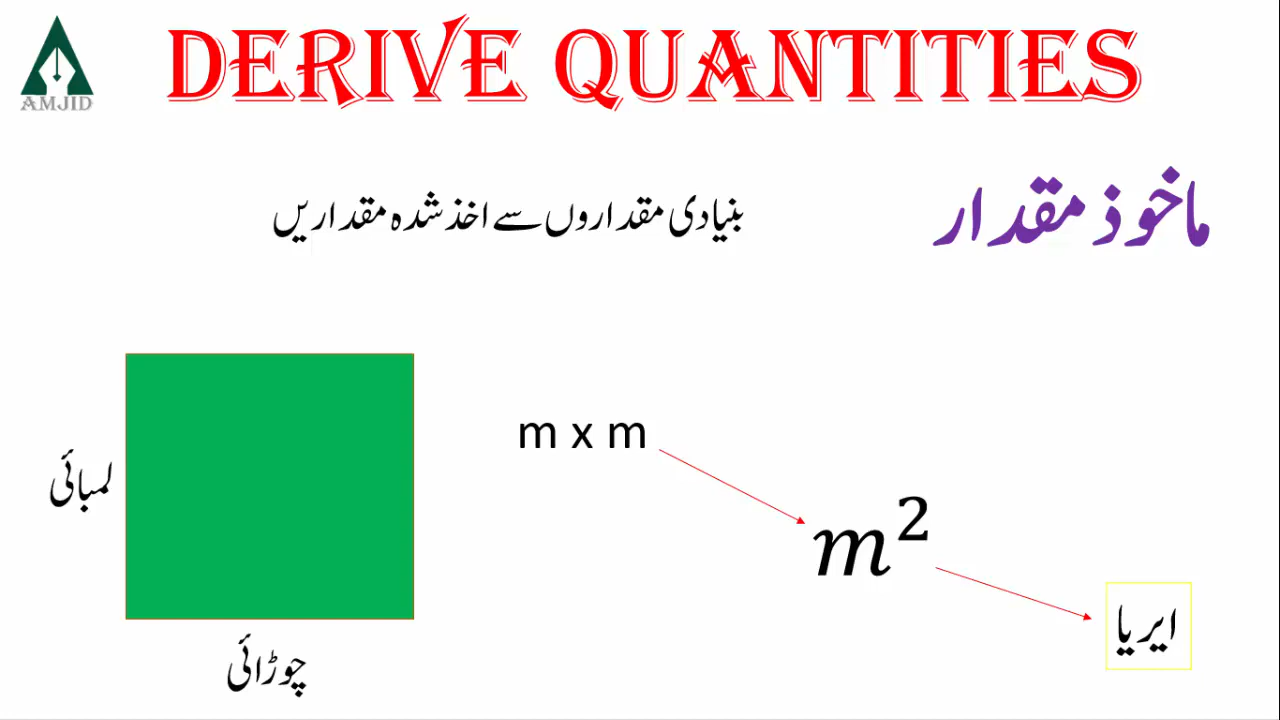 AMJID
DERIVE QUANTITIES
ماخوذ مقدار
بنیادی مقداروں سے اخذ شدہ مقداریں
m x m
لمبائی
m²
ایریا
چوڑائی